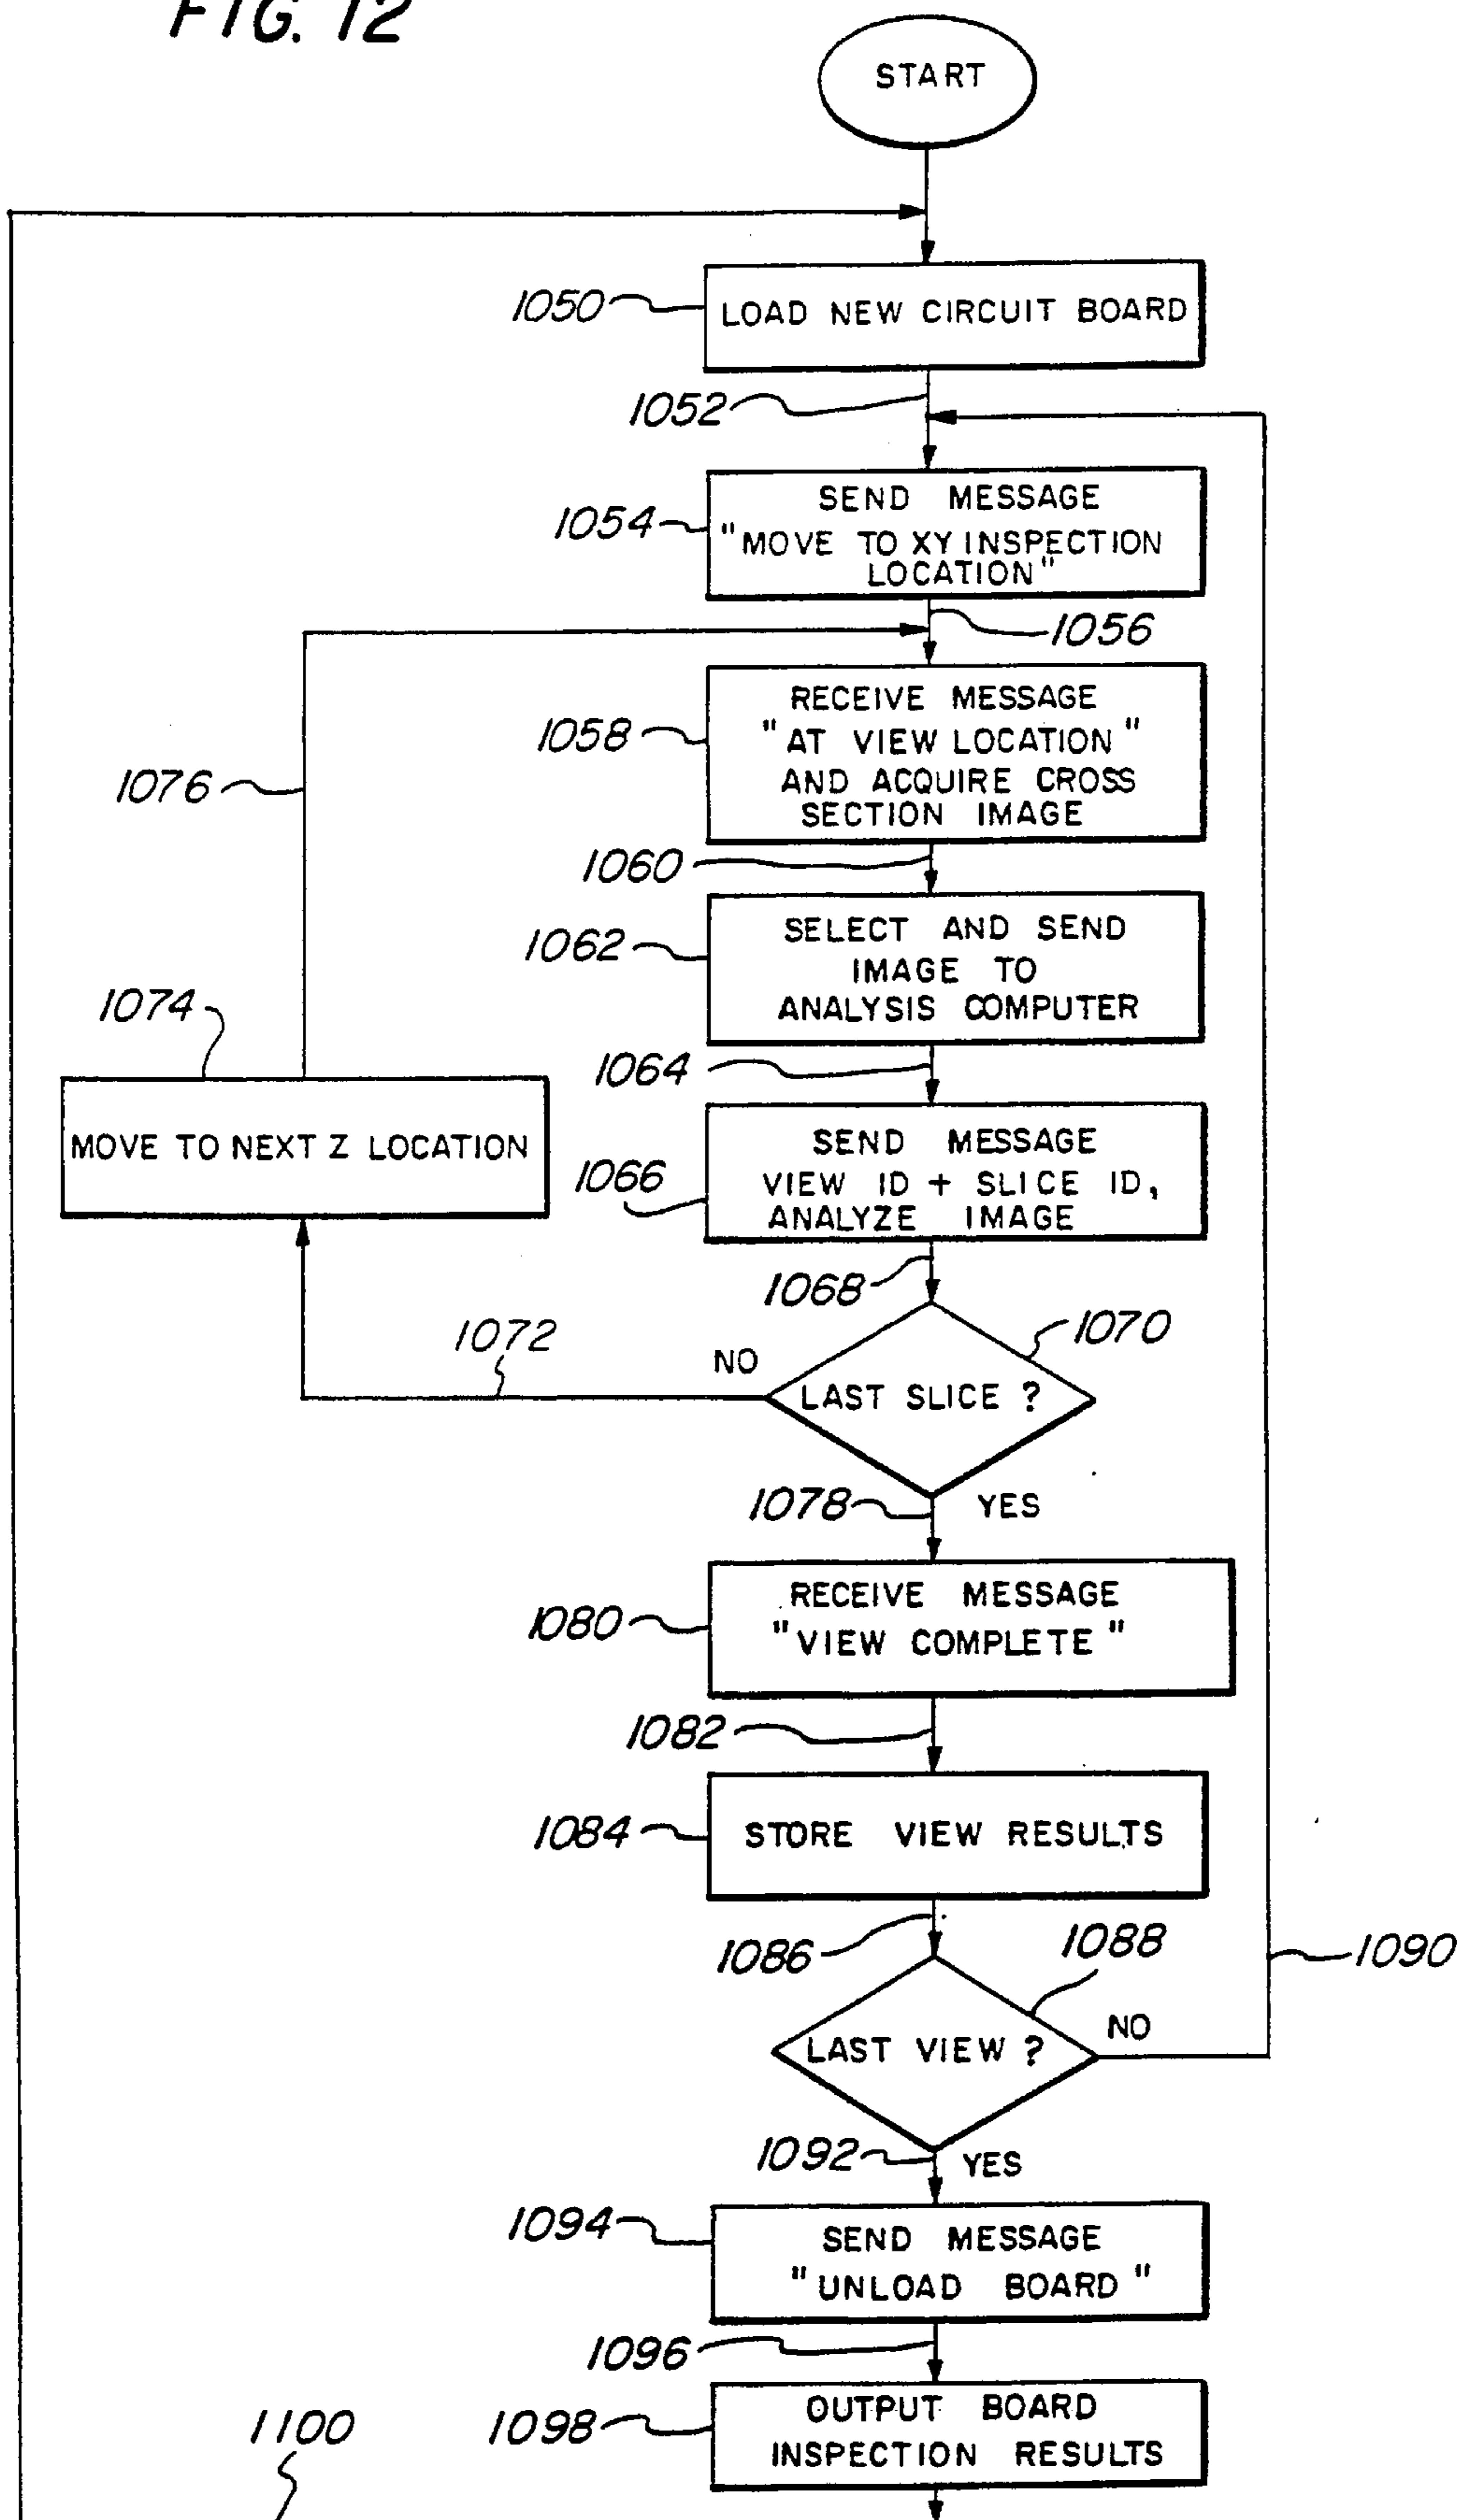 FIG. 12
START
1050
LOAD NEW CIRCUIT BOARD
1052
1054
SEND MESSAGE
"MOVE TO XY INSPECTION
LOCATION"
1056
1058
RECEIVE MESSAGE
"AT VIEW LOCATION"
AND ACQUIRE CROSS
SECTION IMAGE
1076
1060
1062
SELECT AND SEND
IMAGE TO
ANALYSIS COMPUTER
1074
1064
MOVE TO NEXT Z LOCATION
1066
SEND MESSAGE
VIEW ID + SLICE ID,
ANALYZE IMAGE
1068
1070
1072
NO
LAST SLICE ?
1078
YES
1080
RECEIVE MESSAGE
"VIEW COMPLETE"
1082
1084
STORE VIEW RESULTS
1086
1088
1090
LAST VIEW ?
NO
1092
YES
1094
SEND MESSAGE
"UNLOAD BOARD"
1096
1098
OUTPUT BOARD
INSPECTION RESULTS
1100